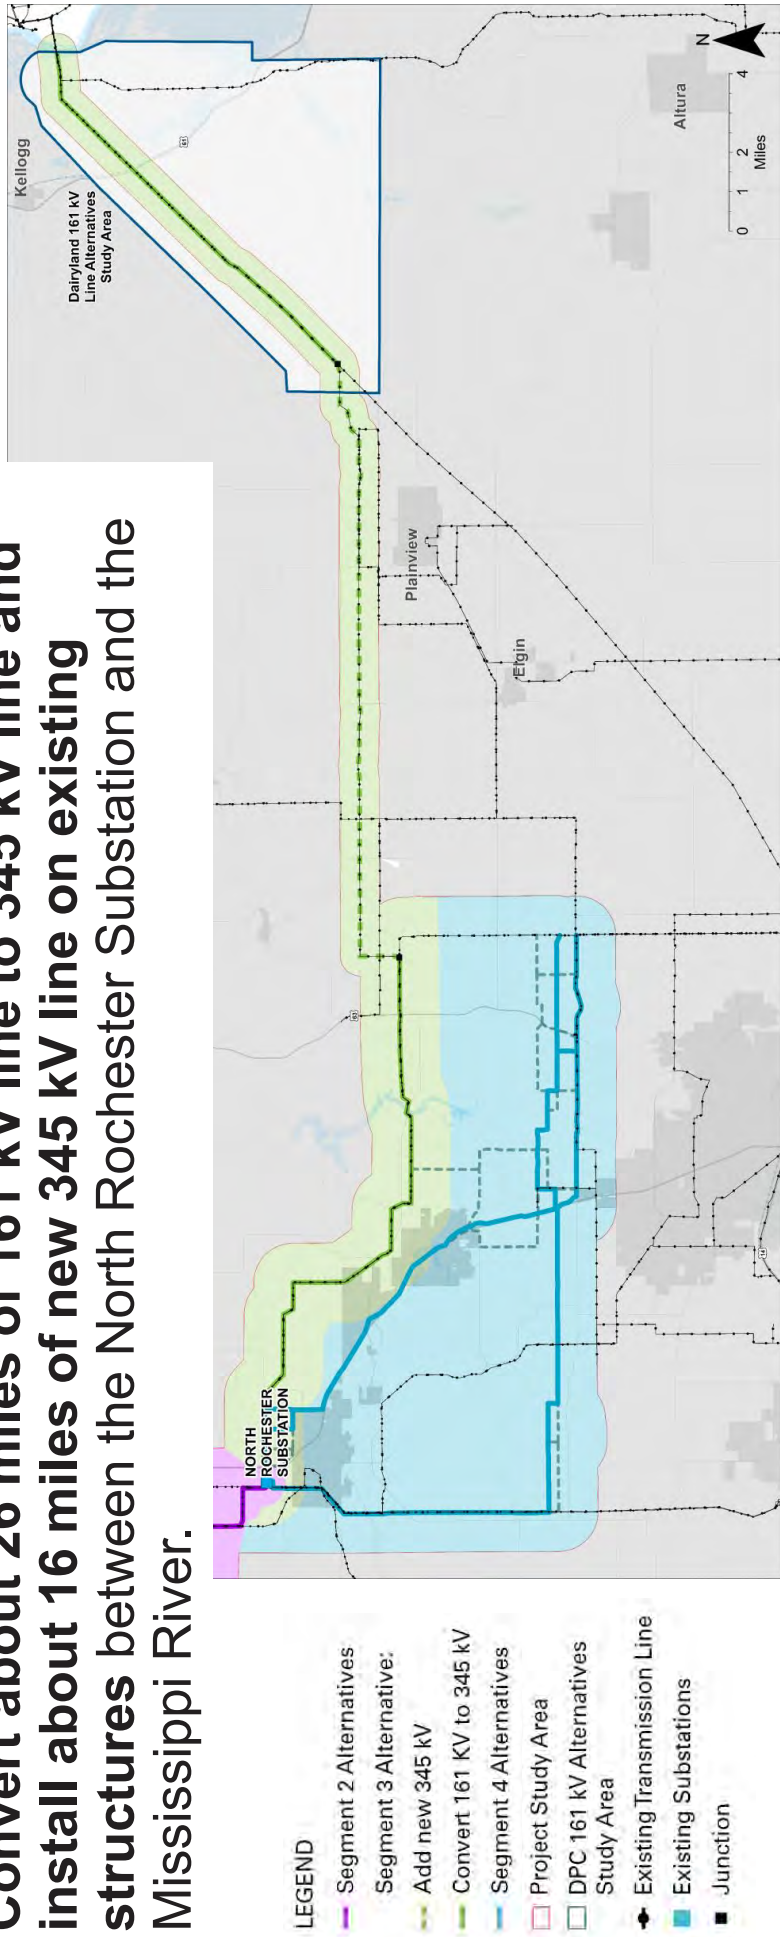 Convert about 26 miles of 161 kV line to 345 kV line and
install about 16 miles of new 345 kV line on existing
structures between the North Rochester Substation and the
Mississippi River.
LEGEND
Segment 2 Alternatives
Segment 3 Alternative:
Add new 345 kV
Convert 161 KV to 345 kV
Segment 4 Alternatives
Project Study Area
DPC 161 kV Alternatives
Study Area
Existing Transmission Line
Existing Substations
Junction
NORTH
ROCHESTER
SUBSTATION
63
14
Elgin
Plainview
Dairyland 161 kV
Line Alternatives
Study Area
Kellogg
61
Altura
N
0 1 2 4
Miles